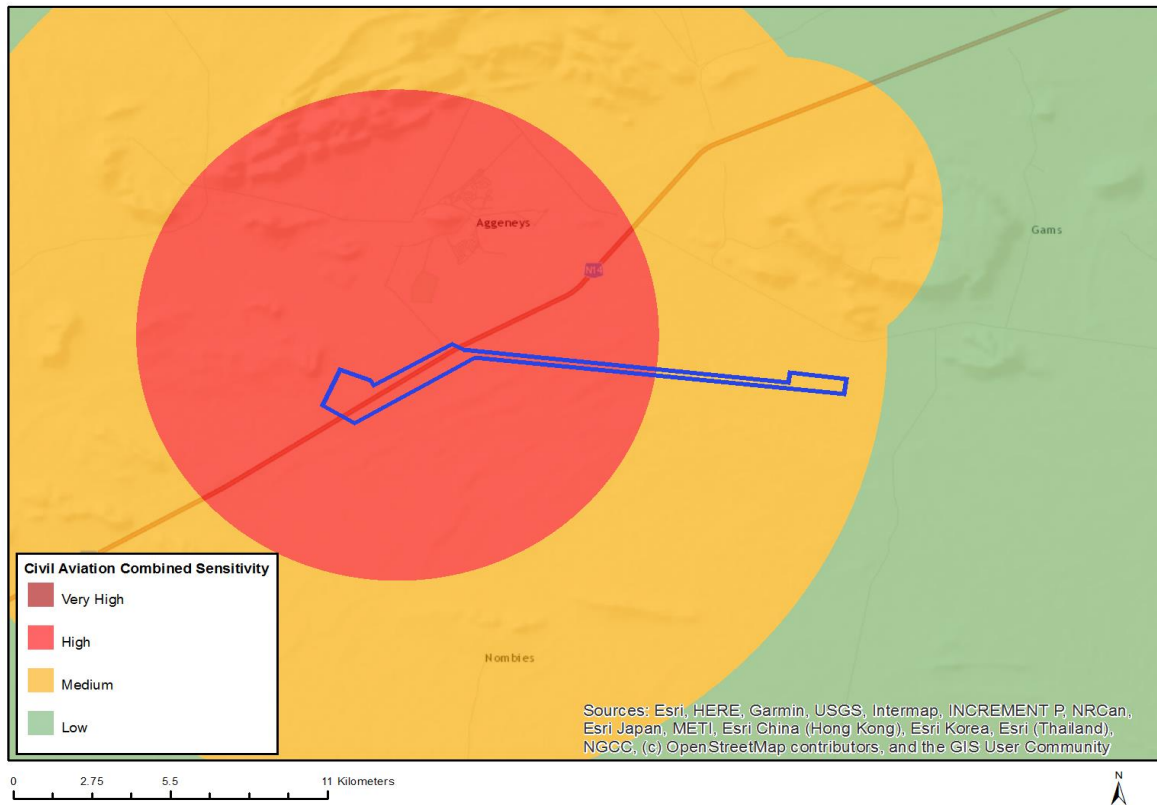 Aggeneys
Gams
N14
Nombies
Civil Aviation Combined Sensitivity
Very High
High
Medium
Low
Sources: Esri, HERE, Garmin, USGS, Intermap, INCREMENT P, NRCan,
Esri Japan, METI, Esri China (Hong Kong), Esri Korea, Esri (Thailand),
NGCC, (c) OpenStreetMap contributors, and the GIS User Community
0 2.75 5.5 11 Kilometers
N